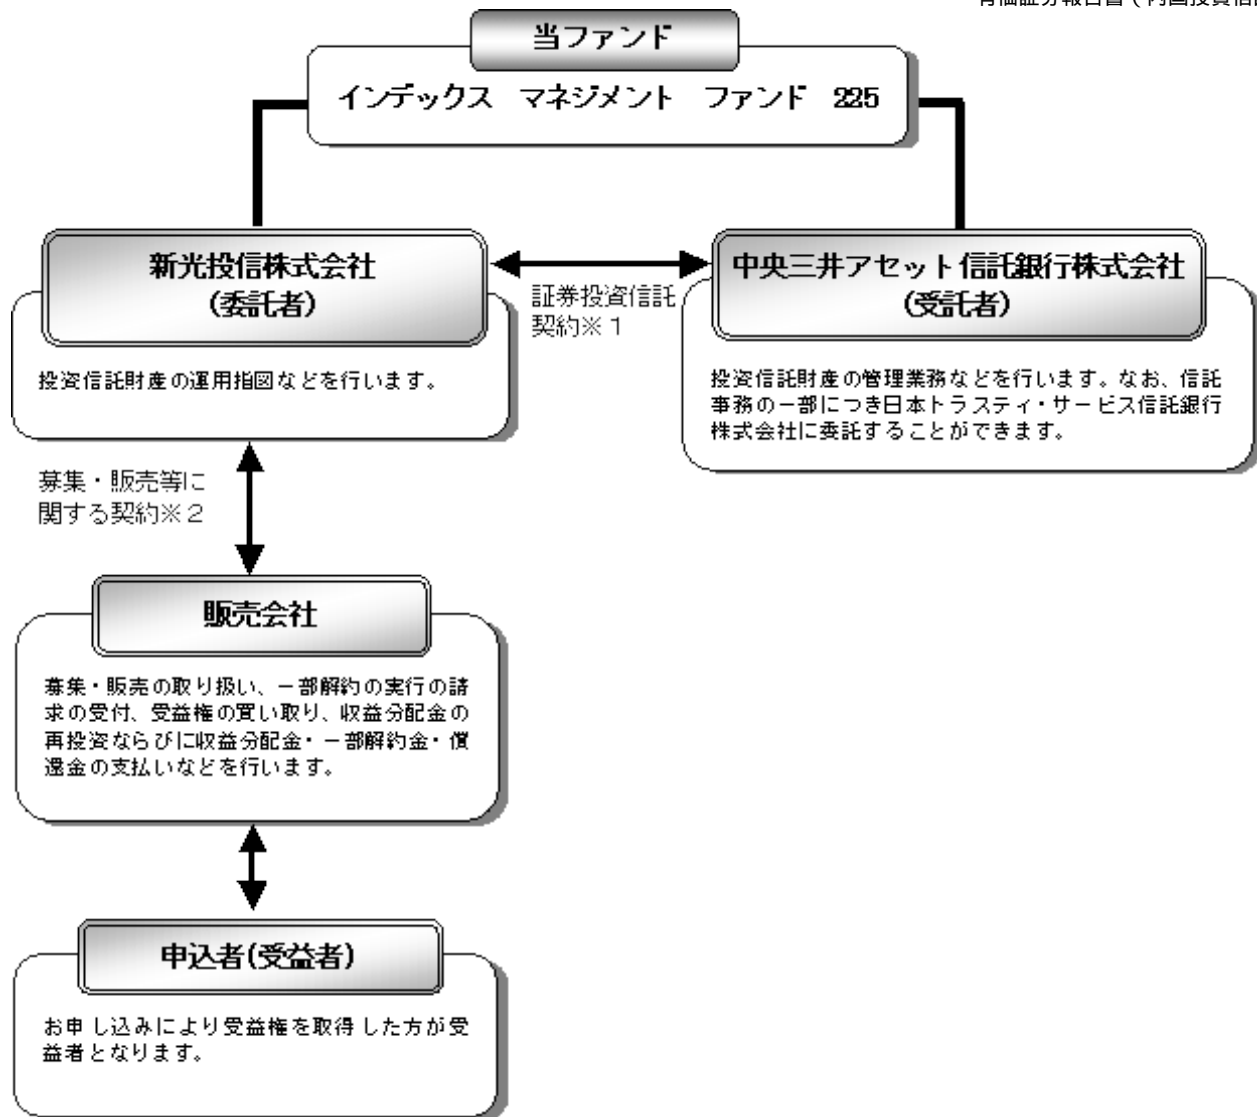 当ファンド
インデックス マネジメント ファンド 225
新光投信株式会社
(委託者)
投資信託財産の運用指図などを行います。
証券投資信託
契約※1
中央三井アセット信託銀行株式会社
(受託者)
投資信託財産の管理業務などを行います。なお、信託
事務の一部につき日本トラスティ・サービス信託銀行
株式会社に委託することができます。
募集・販売等に
関する契約※2
販売会社
募集・販売の取り扱い、一部解約の実行の請
求の受付、受益権の買い取り、収益分配金の
再投資ならびに収益分配金・一部解約金・償
還金の支払いなどを行います。
申込者(受益者)
お申し込みにより受益権を取得した方が受
益者となります。